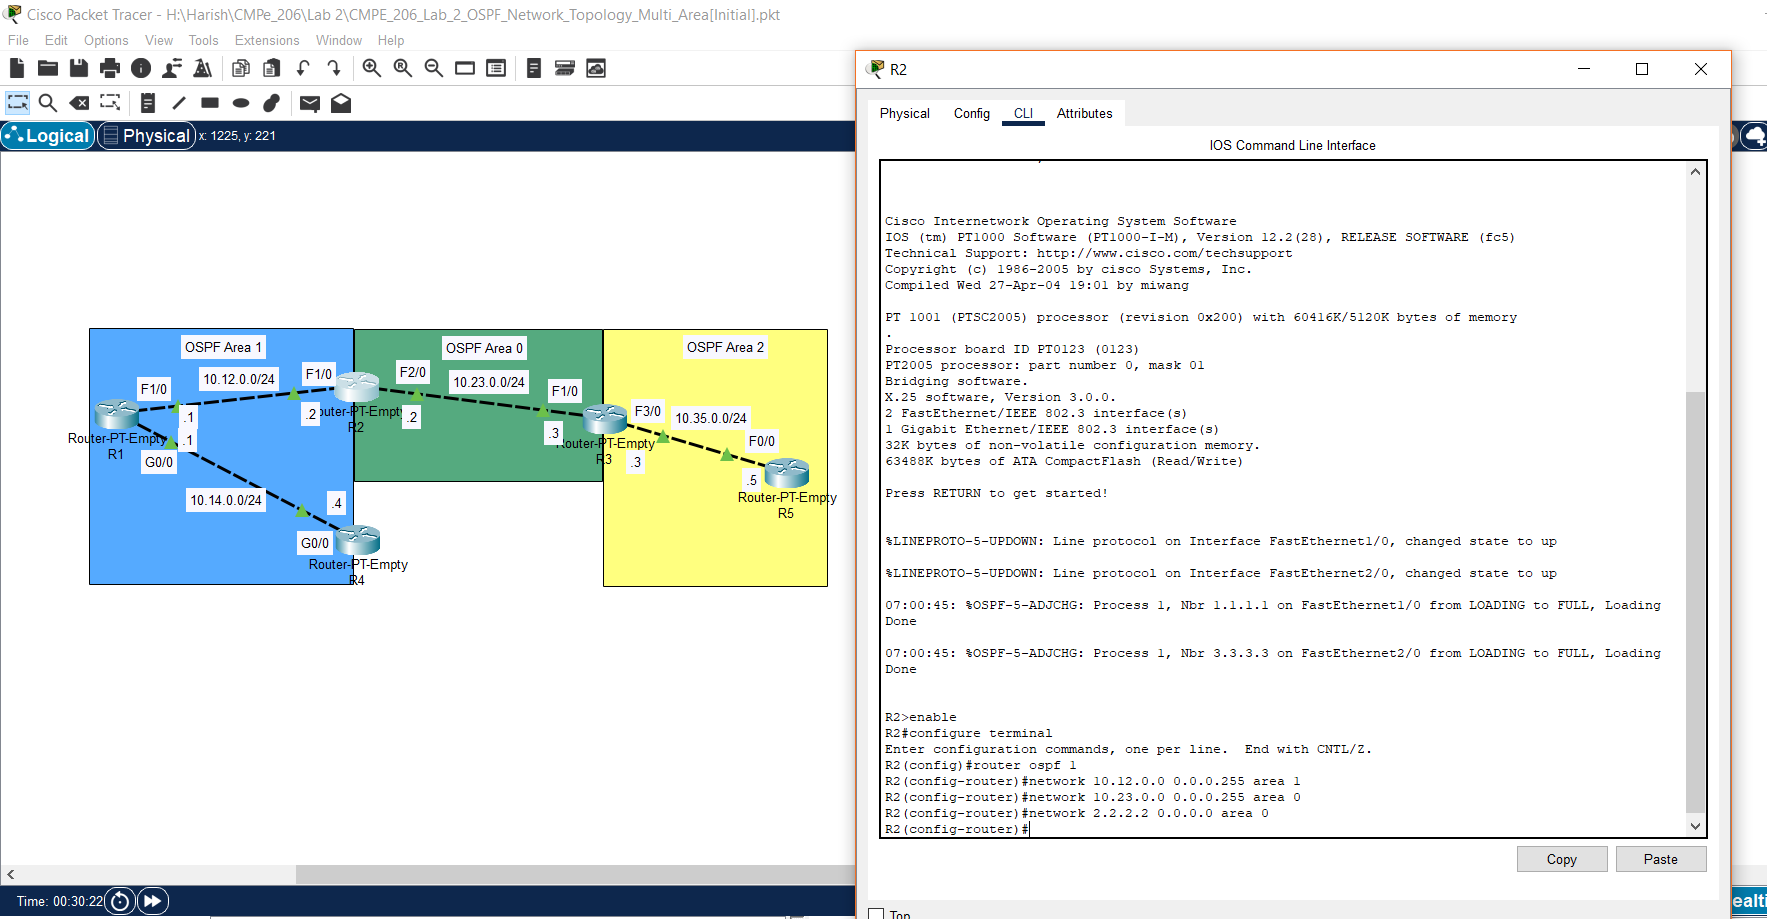 Cisco Packet Tracer - H:\Harish\CMPe_206\Lab 2\CMPE_206_Lab_2_OSPF_Network_Topology_Multi_Area[Initial].pkt
File Edit Options View Tools Extensions Window Help
Logical Physical x: 1225, y: 221
OSPF Area 1
OSPF Area 0
OSPF Area 2
F1/0
10.12.0.0/24
F1/0
F2/0
10.23.0.0/24
F1/0
.1
.2
.2
.3
F3/0
10.35.0.0/24
F0/0
.3
.5
Router-PT-Empty
R1
.1
G0/0
10.14.0.0/24
.4
G0/0
Router-PT-Empty
R4
outer-PT-Empty
R2
Router-PT-Empty
R3
Router-PT-Empty
R5
Time: 00:30:22
R2
Physical Config CLI Attributes
IOS Command Line Interface
Cisco Internetwork Operating System Software
IOS (tm) PT1000 Software (PT1000-I-M), Version 12.2(28), RELEASE SOFTWARE (fc5)
Technical Support: http://www.cisco.com/techsupport
Copyright (c) 1986-2005 by cisco Systems, Inc.
Compiled Wed 27-Apr-04 19:01 by miwang
PT 1001 (PTSC2005) processor (revision 0x200) with 60416K/5120K bytes of memory
.
Processor board ID PT0123 (0123)
PT2005 processor: part number 0, mask 01
Bridging software.
X.25 software, Version 3.0.0.
2 FastEthernet/IEEE 802.3 interface(s)
1 Gigabit Ethernet/IEEE 802.3 interface(s)
32K bytes of non-volatile configuration memory.
63488K bytes of ATA CompactFlash (Read/Write)
Press RETURN to get started!
%LINEPROTO-5-UPDOWN: Line protocol on Interface FastEthernet1/0, changed state to up
%LINEPROTO-5-UPDOWN: Line protocol on Interface FastEthernet2/0, changed state to up
07:00:45: %OSPF-5-ADJCHG: Process 1, Nbr 1.1.1.1 on FastEthernet1/0 from LOADING to FULL, Loading
Done
07:00:45: %OSPF-5-ADJCHG: Process 1, Nbr 3.3.3.3 on FastEthernet2/0 from LOADING to FULL, Loading
Done
R2>enable
R2#configure terminal
Enter configuration commands, one per line.  End with CNTL/Z.
R2(config)#router ospf 1
R2(config-router)#network 10.12.0.0 0.0.0.255 area 1
R2(config-router)#network 10.23.0.0 0.0.0.255 area 0
R2(config-router)#network 2.2.2.2 0.0.0.0 area 0
R2(config-router)#
Copy Paste
Top
ealti